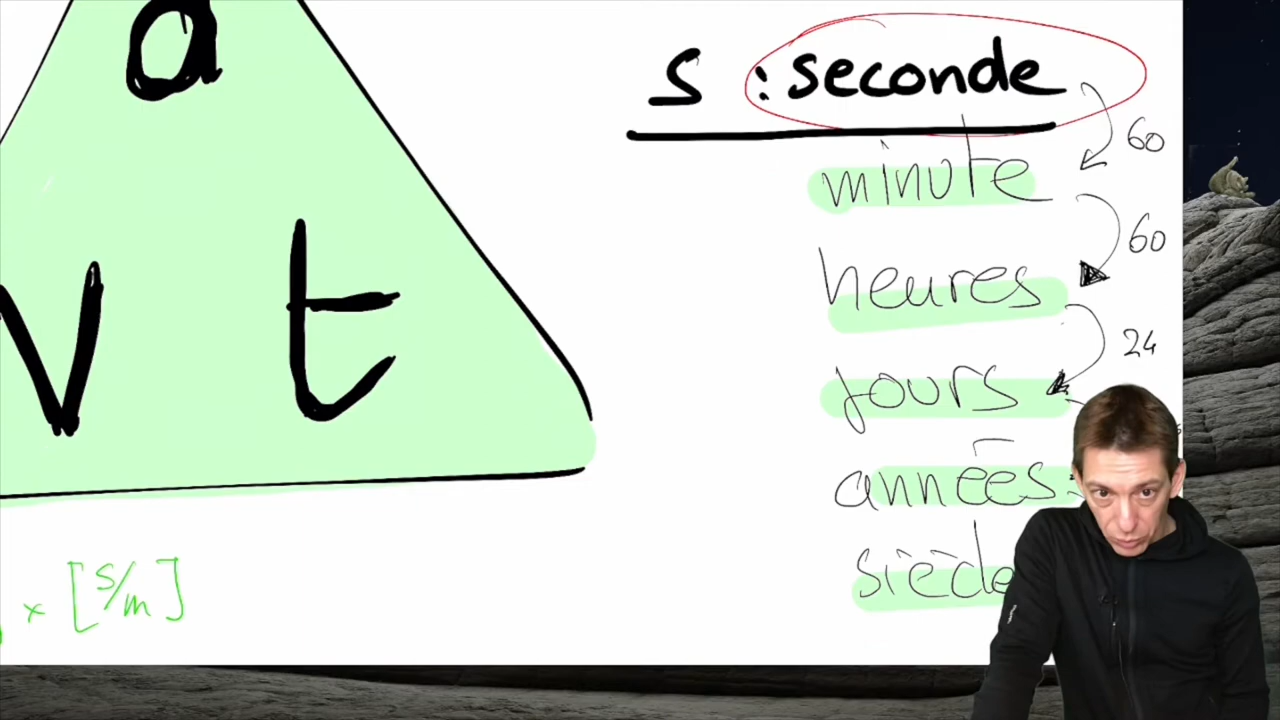 d
v t
s : seconde
60
minute
60
heures
24
jours
années
siècle
x [s/m]